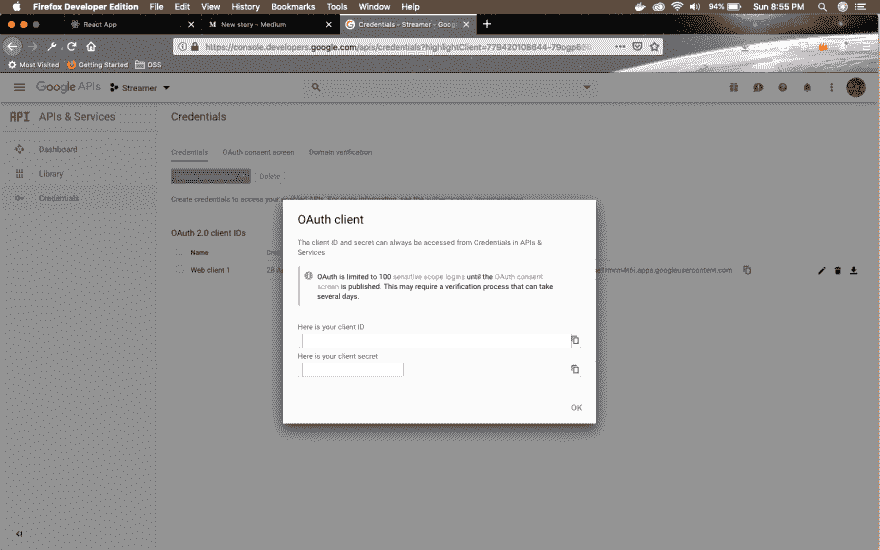 Firefox Developer Edition File Edit View History Bookmarks Tools Window Help 94% Sun 8:55 PM
React App New story – Medium Credentials - Streamer - Goog
https://console.developers.google.com/apis/credentials?highlightClient=
Most Visited Getting Started OSS
Google APIs Streamer
API APIs & Services Credentials
Dashboard
Library
Credentials
Credentials OAuth consent screen Domain verification
Delete
Create credentials to access your
OAuth 2.0 client IDs
Name
Web client 1 .apps.googleusercontent.com
OAuth client
The client ID and secret can always be accessed from Credentials in APIs &
Services
OAuth is limited to 100 sensitive scope logins until the OAuth consent
screen is published. This may require a verification process that can take
several days.
Here is your client ID
Here is your client secret
OK